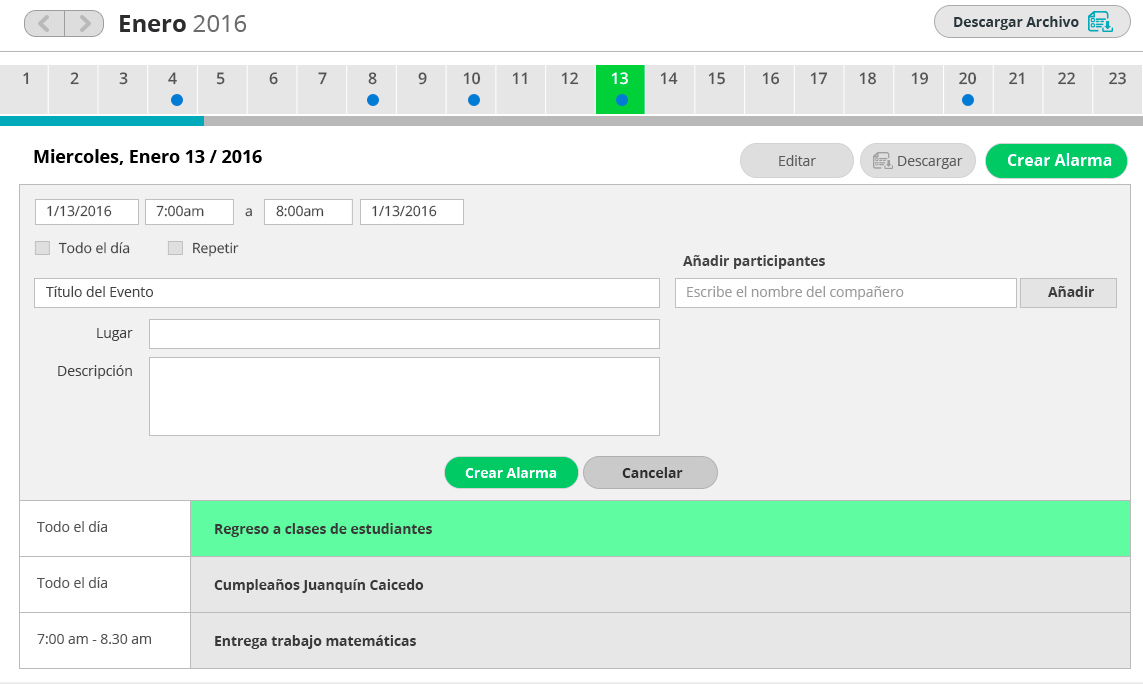 Enero 2016
Descargar Archivo
1 2 3 4 5 6 7 8 9 10 11 12 13 14 15 16 17 18 19 20 21 22 23
Miercoles, Enero 13 / 2016
Editar
Descargar
Crear Alarma
1/13/2016 7:00am a 8:00am 1/13/2016
Todo el día Repetir
Añadir participantes
Título del Evento
Escribe el nombre del compañero
Añadir
Lugar
Descripción
Crear Alarma
Cancelar
Todo el día Regreso a clases de estudiantes
Todo el día Cumpleaños Juanquín Caicedo
7:00 am - 8.30 am Entrega trabajo matemáticas